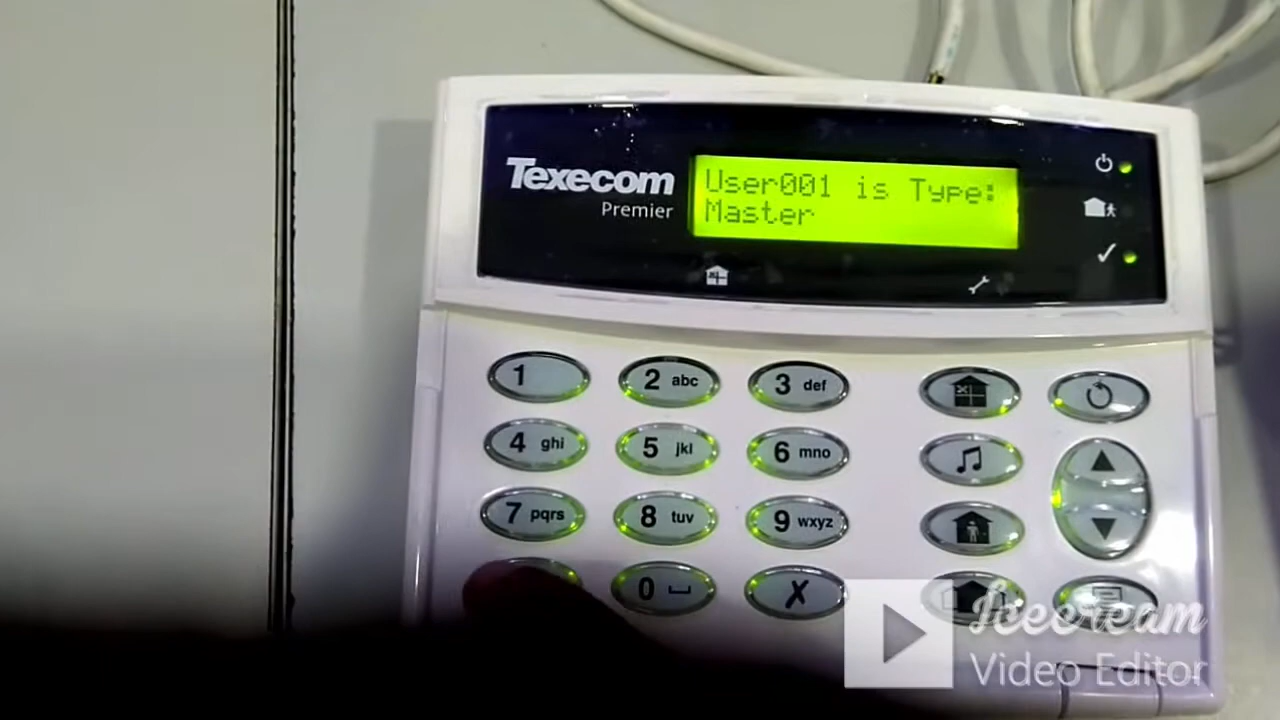 Texecom
Premier
User001 is Type:
Master
1
2 abc
3 def
4 ghi
5 jkl
6 mno
7 pqrs
8 tuv
9 wxyz
0
X
Icecream
Video Editor